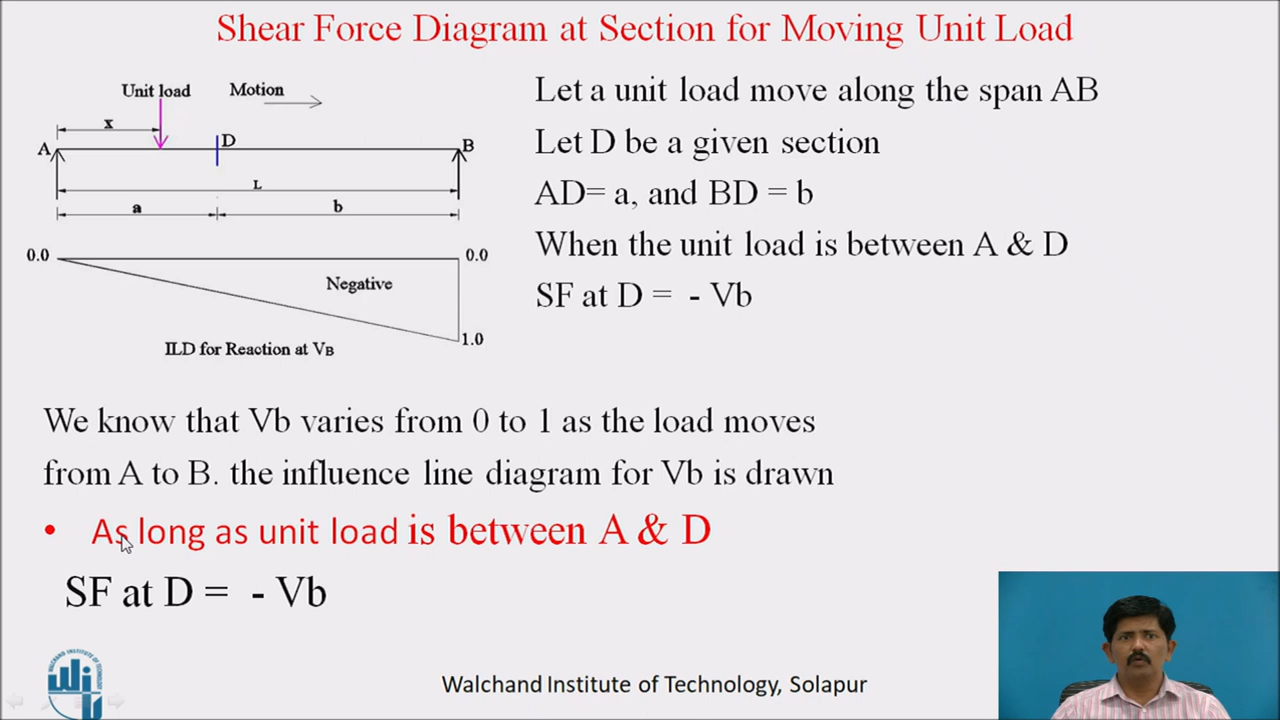 Shear Force Diagram at Section for Moving Unit Load
Unit load
Motion
x
A
D
B
L
a
b
0.0
0.0
Negative
1.0
ILD for Reaction at VB
Let a unit load move along the span AB
Let D be a given section
AD= a, and BD = b
When the unit load is between A & D
SF at D = - Vb
We know that Vb varies from 0 to 1 as the load moves
from A to B. the influence line diagram for Vb is drawn
• As long as unit load is between A & D
SF at D = - Vb
WALCHAND INSTITUTE OF TECHNOLOGY
Walchand Institute of Technology, Solapur